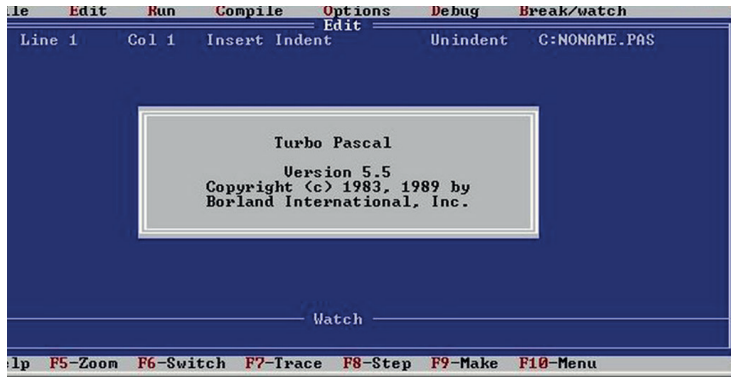 le Edit Run Compile Options Debug Break/watch
Edit
Line 1 Col 1 Insert Indent Unindent C:NONAME.PAS
Turbo Pascal
Version 5.5
Copyright (c) 1983, 1989 by
Borland International, Inc.
Watch
elp F5-Zoom F6-Switch F7-Trace F8-Step F9-Make F10-Menu